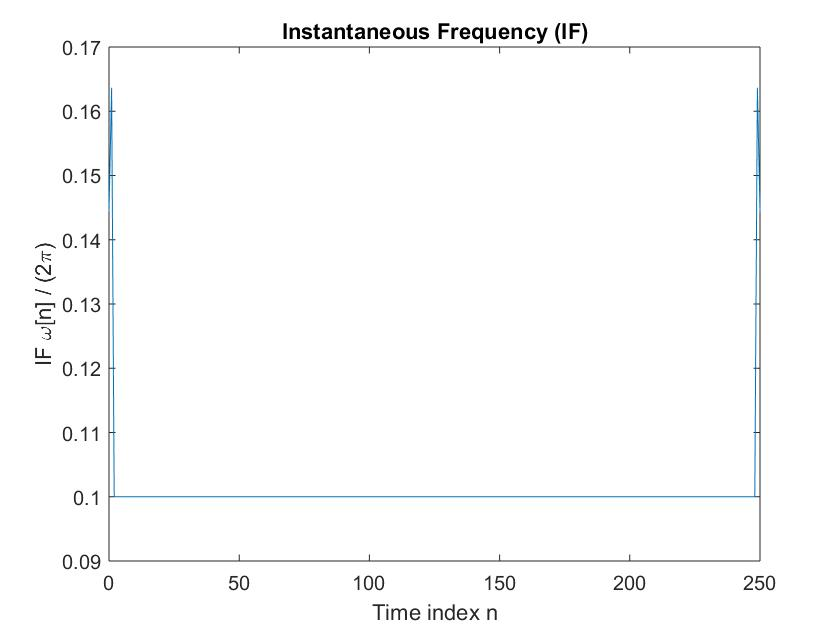 Instantaneous Frequency (IF)
0.17
0.16
0.15
0.14
0.13
0.12
0.11
0.1
0.09
IF ω[n] / (2π)
0 50 100 150 200 250
Time index n